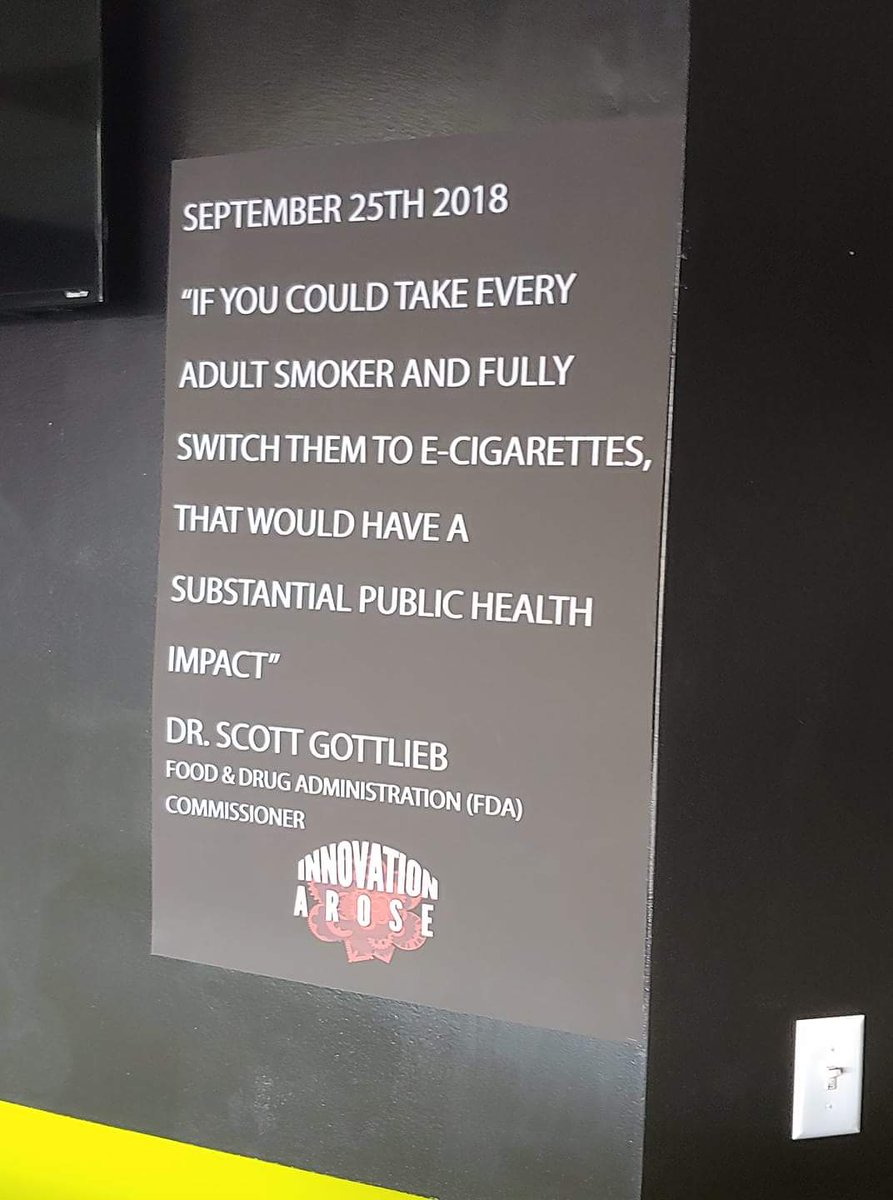 SEPTEMBER 25TH 2018
“IF YOU COULD TAKE EVERY
ADULT SMOKER AND FULLY
SWITCH THEM TO E-CIGARETTES,
THAT WOULD HAVE A
SUBSTANTIAL PUBLIC HEALTH
IMPACT”
DR. SCOTT GOTTLIEB
FOOD & DRUG ADMINISTRATION (FDA)
COMMISSIONER
INNOVATION
AROSE